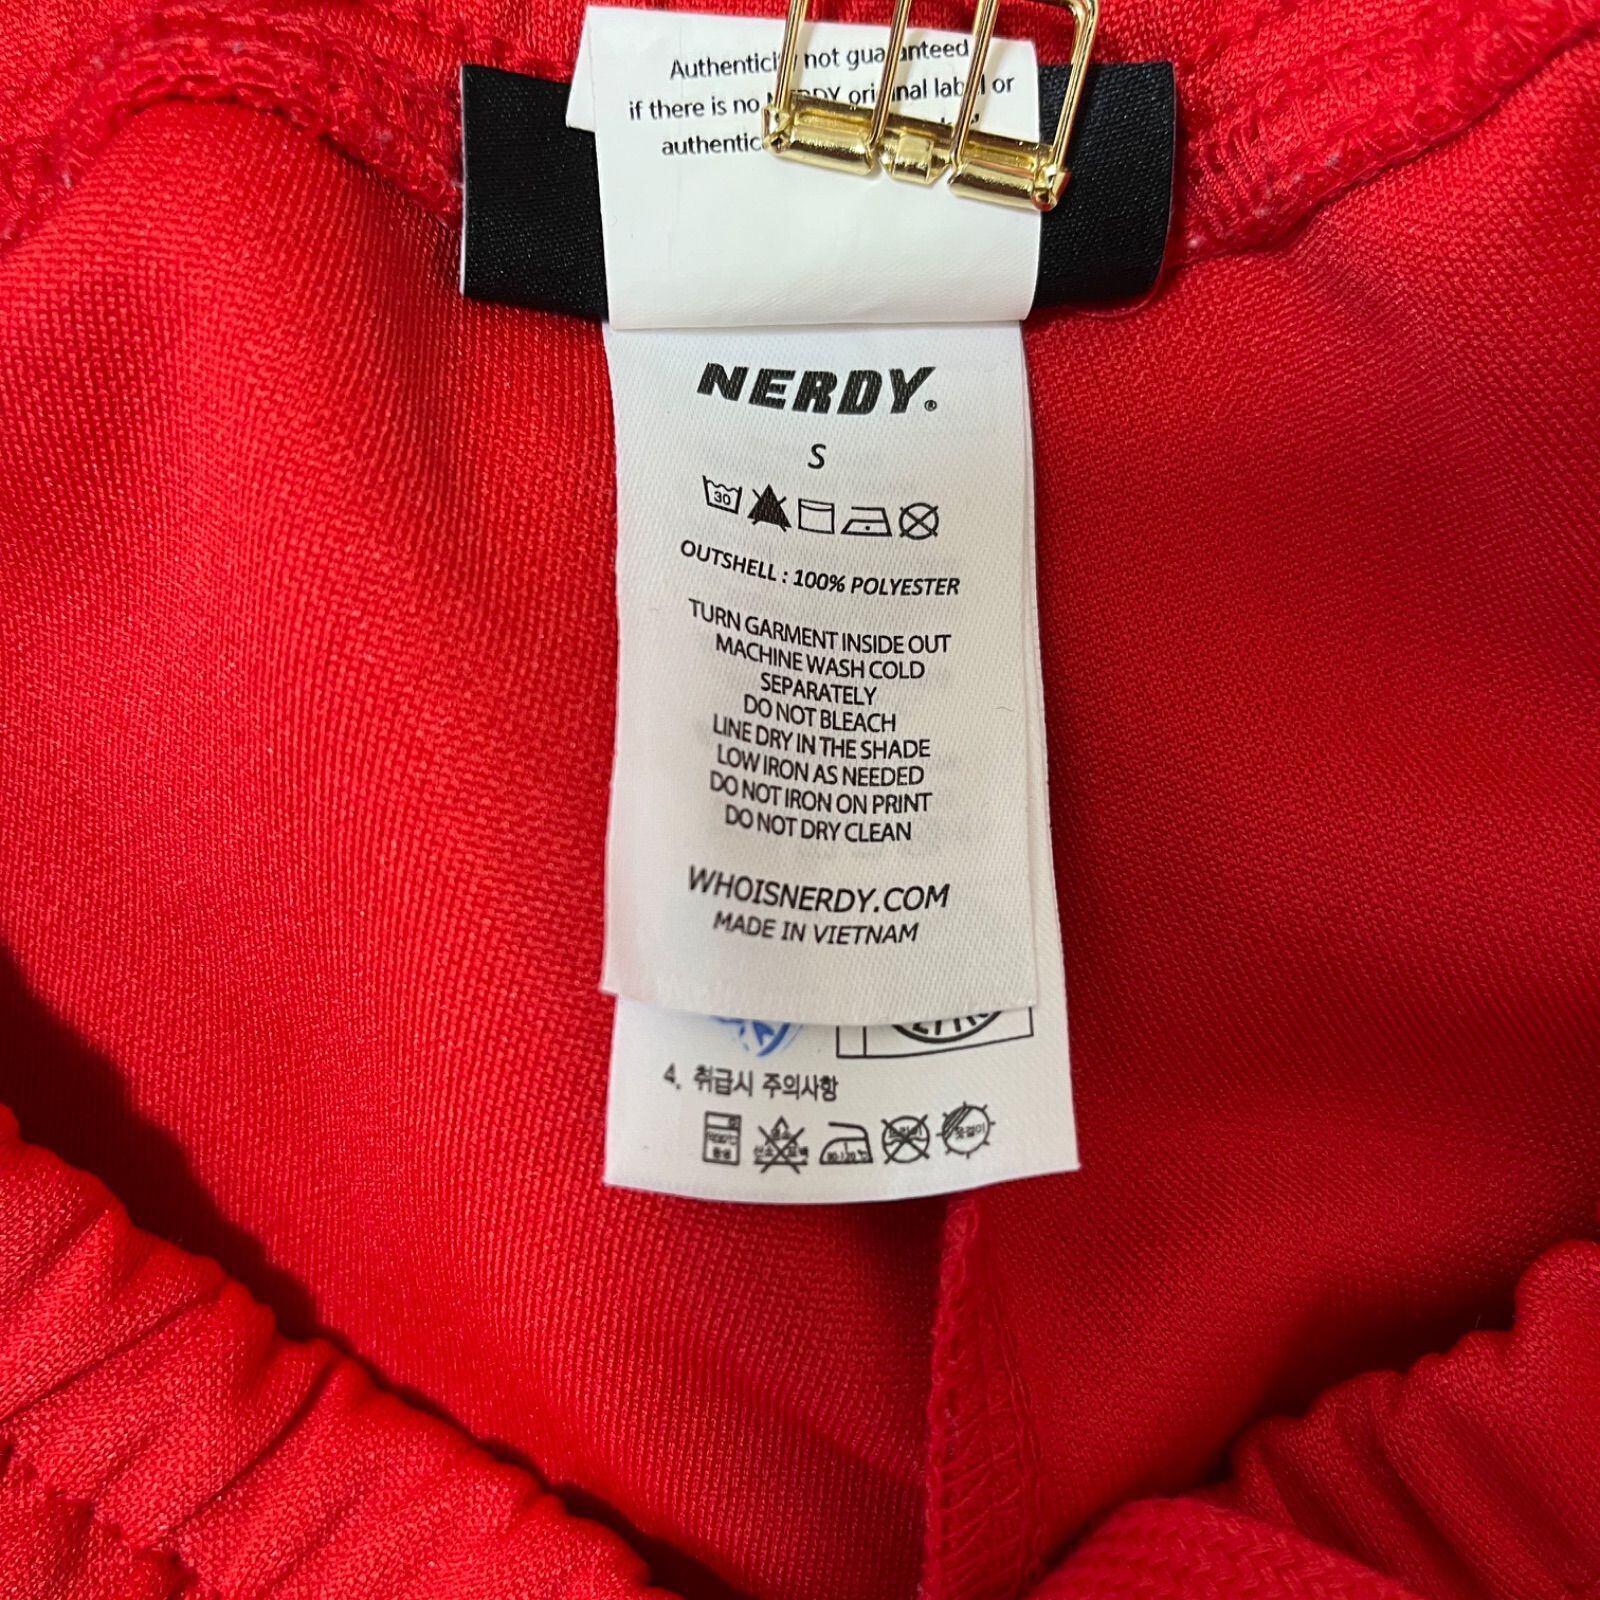 Authenticity not guaranteed
if there is no NERDY original label or
authentic
NERDY®
S
30
OUTSHELL : 100% POLYESTER
TURN GARMENT INSIDE OUT
MACHINE WASH COLD
SEPARATELY
DO NOT BLEACH
LINE DRY IN THE SHADE
LOW IRON AS NEEDED
DO NOT IRON ON PRINT
DO NOT DRY CLEAN
WHOISNERDY.COM
MADE IN VIETNAM
4. 취급시 주의사항